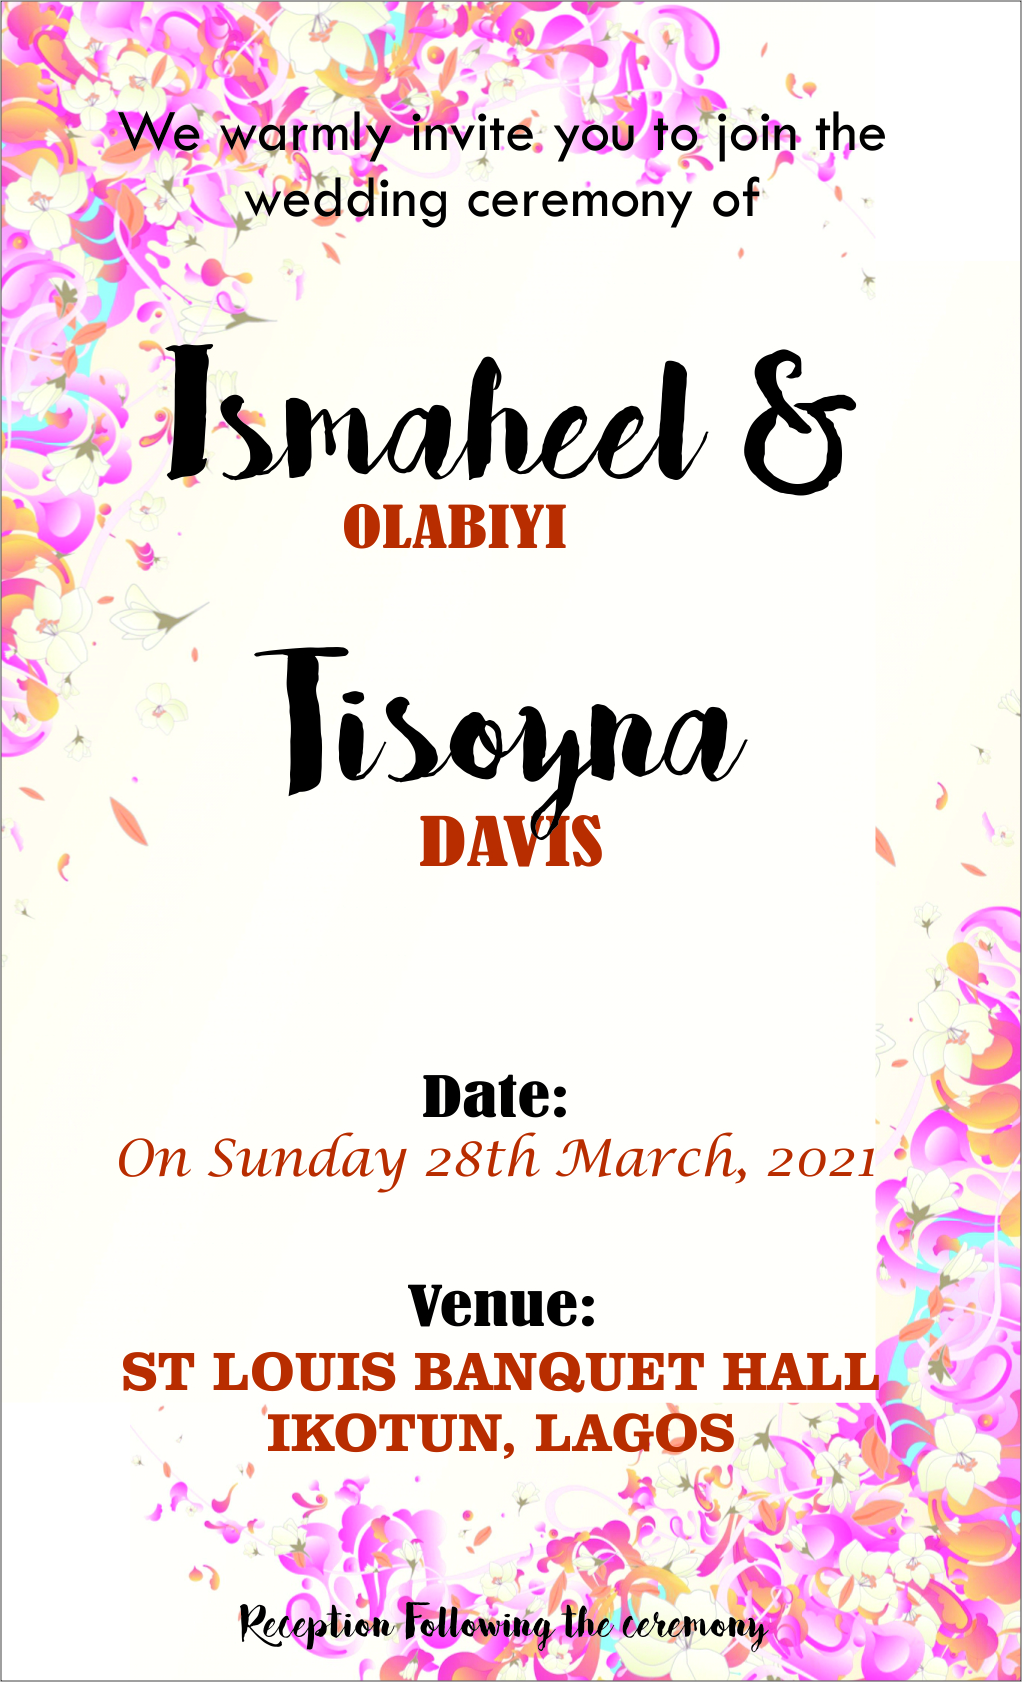 We warmly invite you to join the
wedding ceremony of
Ismaheel &
OLABIYI
Tisoyna
DAVIS
Date:
On Sunday 28th March, 2021
Venue:
ST LOUIS BANQUET HALL
IKOTUN, LAGOS
Reception Following the ceremony